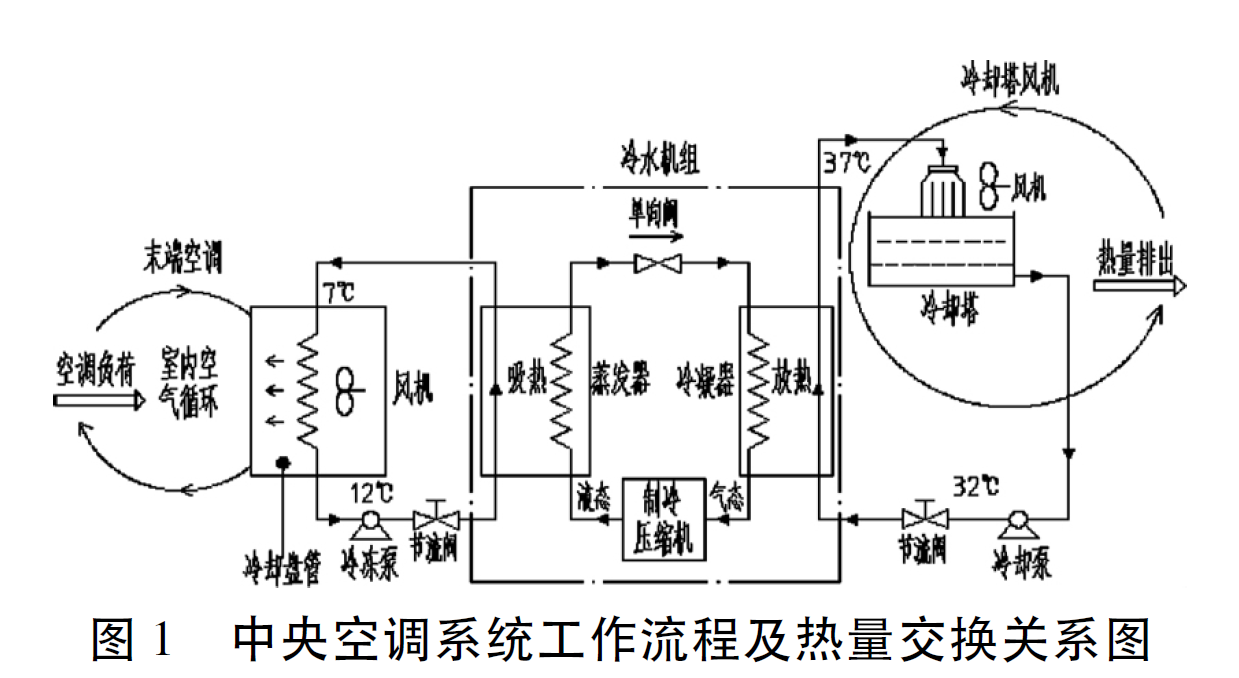 冷却塔风机
冷水机组
37℃
单向阀
风机
末端空调
热量排出
7℃
冷却塔
空调负荷
室内空
气循环
风机
吸热
蒸发器
冷凝器
放热
12℃
液态
制冷
压缩机
气态
32℃
冷却盘管
冷冻泵
节流阀
节流阀
冷却泵
图1 中央空调系统工作流程及热量交换关系图